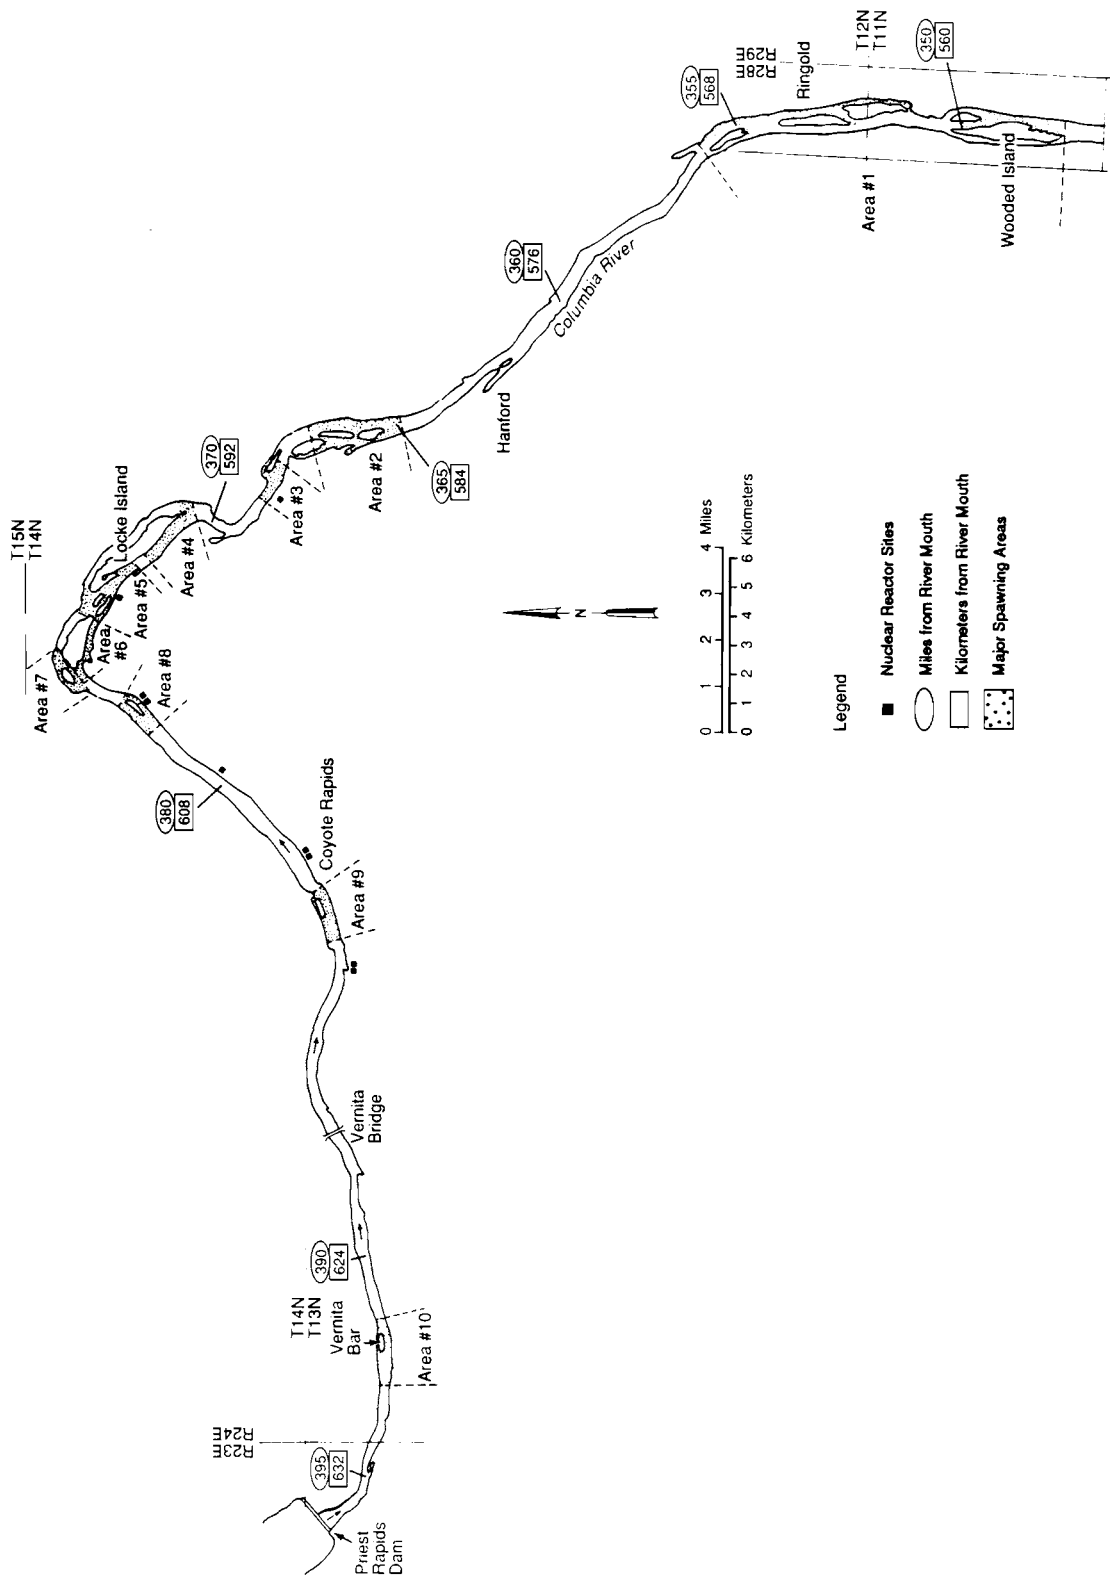 Priest
Rapids
Dam
395
632
R23E
R24E
Area #10
T14N
T13N
Vernita
Bar
390
624
Vernita
Bridge
Area #9
Coyote Rapids
380
608
Area #8
Area #7
Area
#6
T15N
T14N
Area #5
Locke Island
Area #4
370
592
Area #3
Area #2
365
584
Hanford
360
576
Columbia River
355
568
R28E
R29E
Ringold
T12N
T11N
Area #1
350
560
Wooded Island
N
0 1 2 3 4 Miles
0 1 2 3 4 5 6 Kilometers
Legend
Nuclear Reactor Sites
Miles from River Mouth
Kilometers from River Mouth
Major Spawning Areas